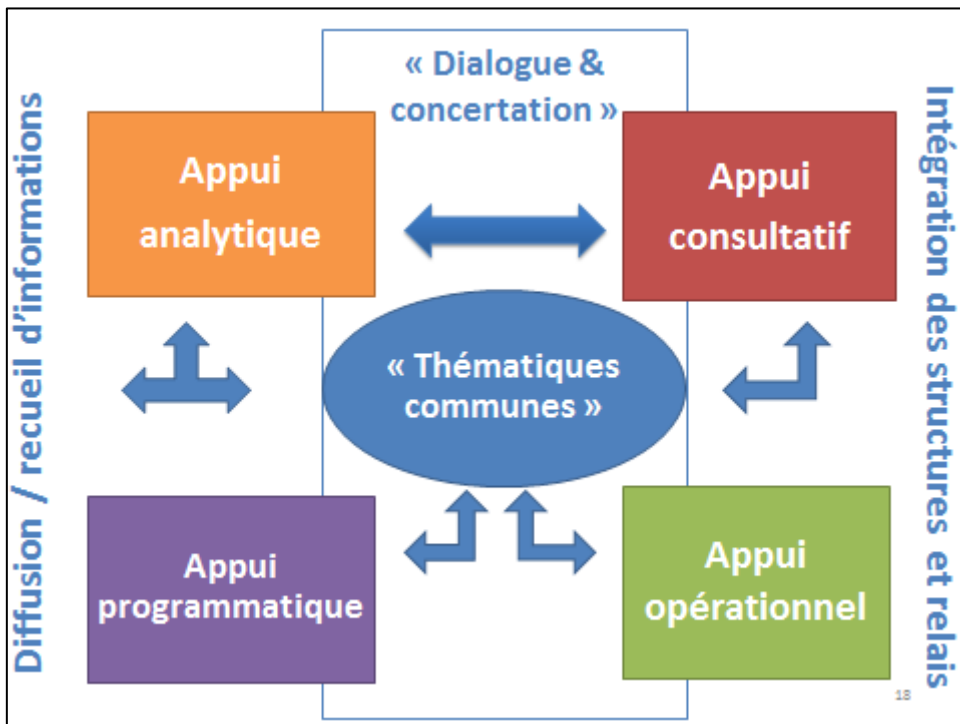 « Dialogue &
concertation »
Diffusion / recueil d’informations
Appui
analytique
Appui
consultatif
Intégration des structures et relais
« Thématiques
communes »
Appui
programmatique
Appui
opérationnel
18